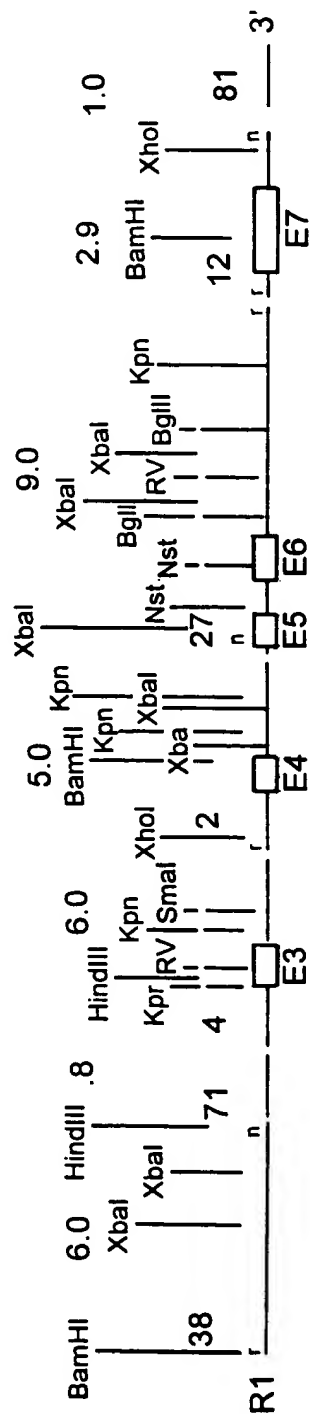 6.0 .8 6.0 5.0 9.0 2.9 1.0
BamHI XbaI XbaI HindIII Kpr HindIII RV Kpn SmaI XhoI BamHI Xba Kpn XbaI Kpn XbaI Nst. Nst BglI XbaI RV XbaI BglII Kpn BamHI XhoI
38 71 4 2 27 12 81
r n r n r r n
R1 3'
E3 E4 E5 E6 E7